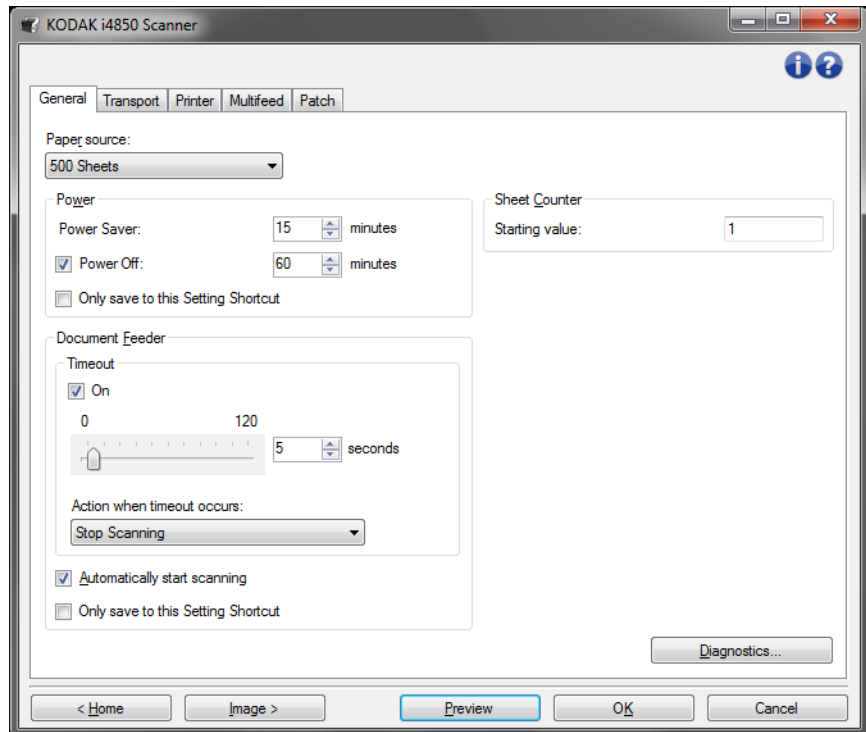 KODAK i4850 Scanner
General Transport Printer Multifeed Patch
Paper source:
500 Sheets
Power
Power Saver: 15 minutes
Power Off: 60 minutes
Only save to this Setting Shortcut
Sheet Counter
Starting value: 1
Document Feeder
Timeout
On
0 120
5 seconds
Action when timeout occurs:
Stop Scanning
Automatically start scanning
Only save to this Setting Shortcut
Diagnostics...
< Home Image > Preview OK Cancel